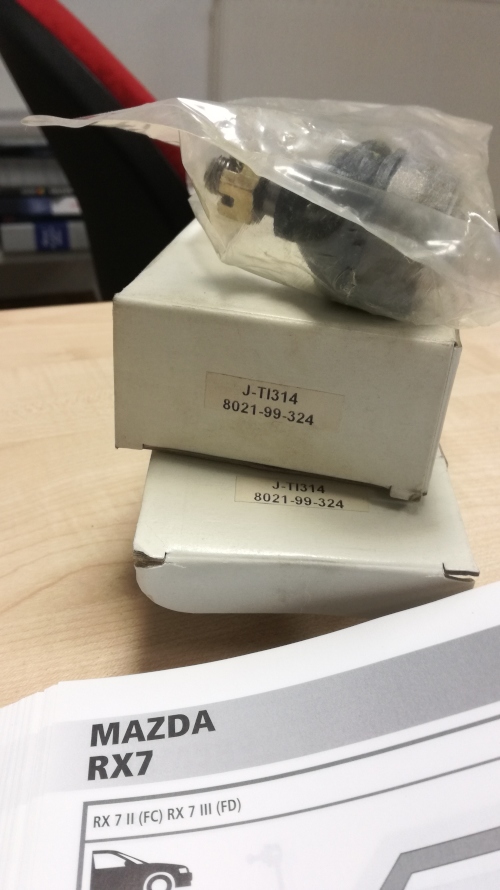 J-TI314
8021-99-324
J-TI314
8021-99-324
MAZDA
RX7
RX 7 II (FC) RX 7 III (FD)